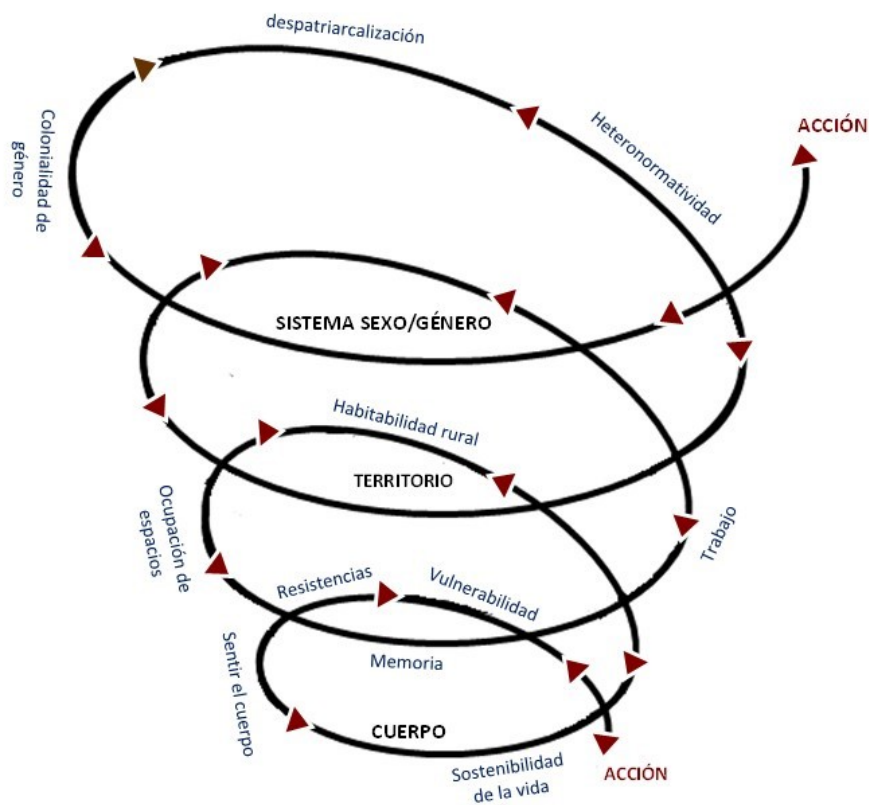 despatriarcalización
Colonialidad de
género
Heteronormatividad
ACCIÓN
SISTEMA SEXO/GÉNERO
Habitabilidad rural
TERRITORIO
Ocupación de
espacios
Trabajo
Resistencias
Vulnerabilidad
Sentir el cuerpo
Memoria
CUERPO
Sostenibilidad
de la vida
ACCIÓN